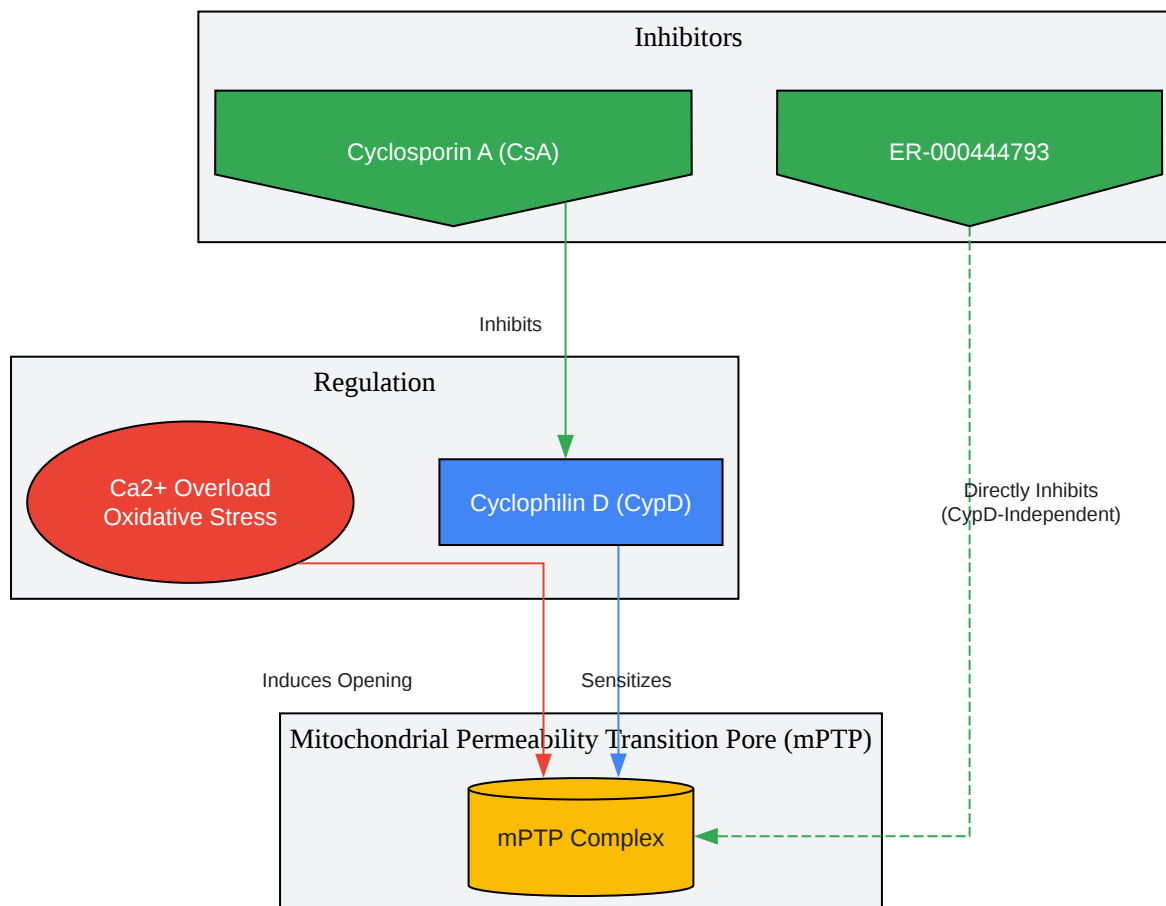 Inhibitors
Cyclosporin A (CsA)
ER-000444793
Inhibits
Regulation
Ca2+ Overload
Oxidative Stress
Cyclophilin D (CypD)
Directly Inhibits
(CypD-Independent)
Induces Opening
Sensitizes
Mitochondrial Permeability Transition Pore (mPTP)
mPTP Complex